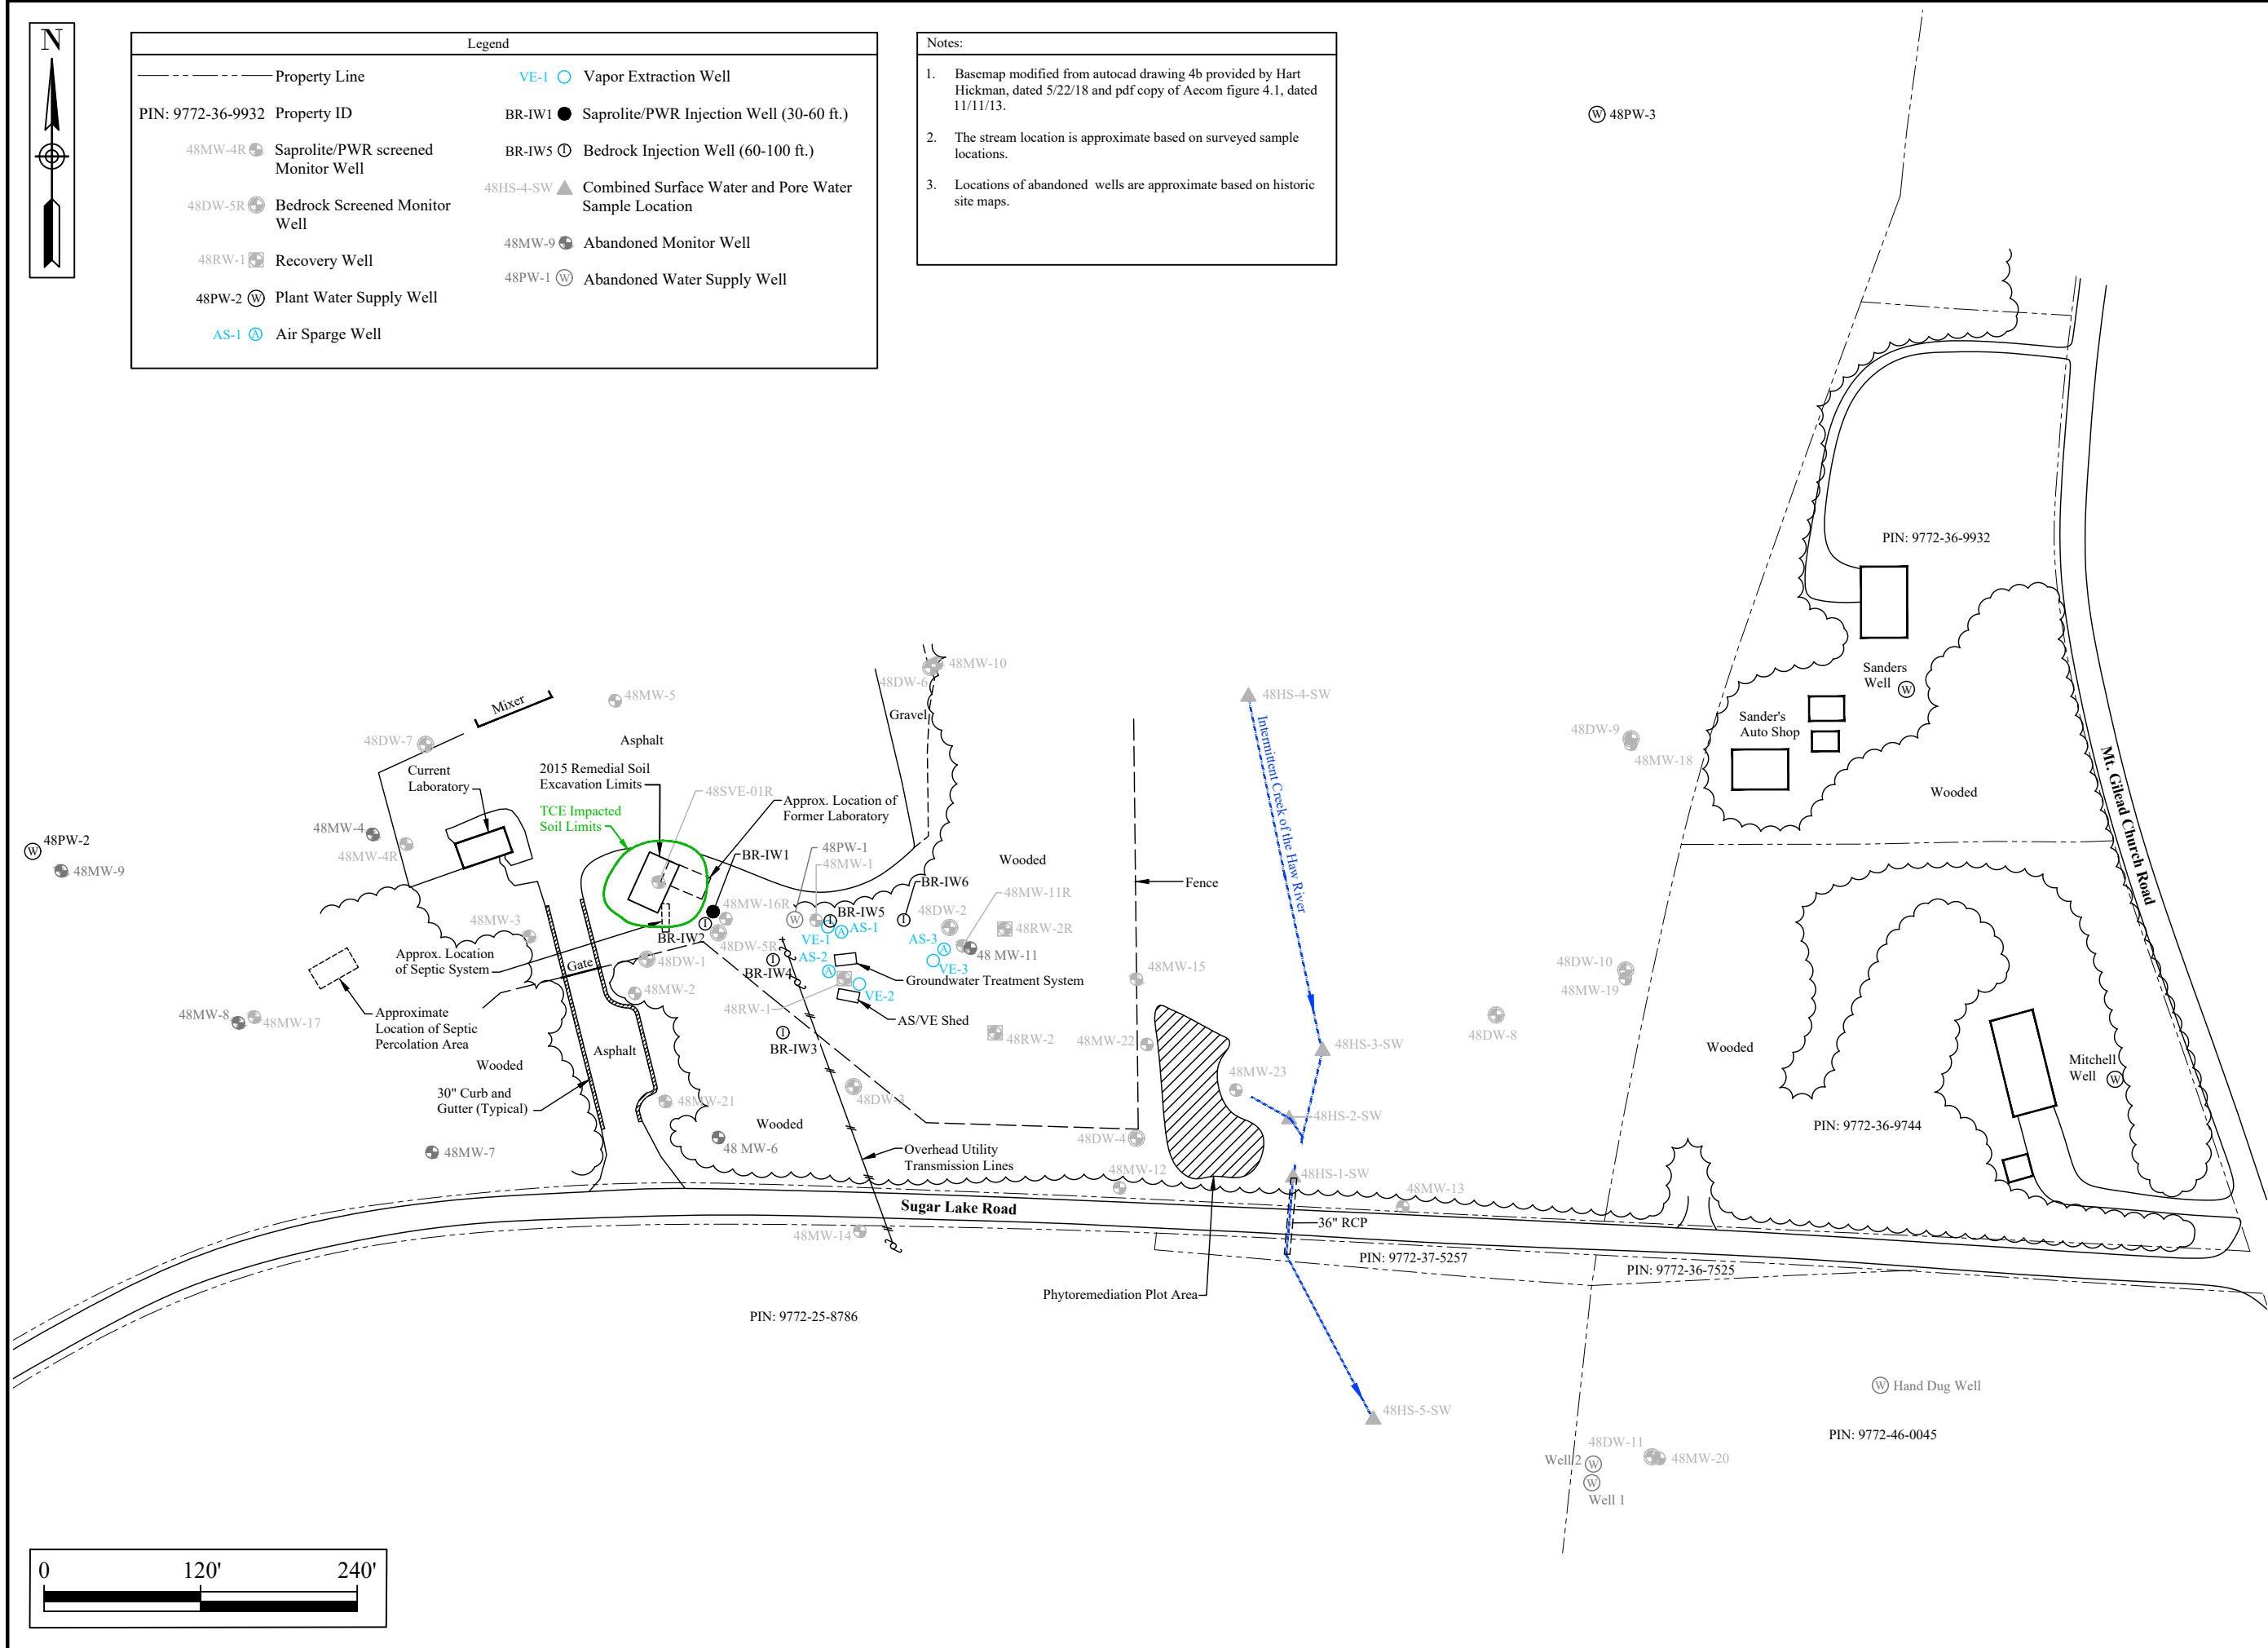 N
Legend
Property Line
PIN: 9772-36-9932 Property ID
48MW-4R Saprolite/PWR screened
Monitor Well
48DW-5R Bedrock Screened Monitor
Well
48RW-1 Recovery Well
48PW-2 W Plant Water Supply Well
AS-1 A Air Sparge Well
VE-1 Vapor Extraction Well
BR-IW1 Saprolite/PWR Injection Well (30-60 ft.)
BR-IW5 I Bedrock Injection Well (60-100 ft.)
48HS-4-SW Combined Surface Water and Pore Water
Sample Location
48MW-9 Abandoned Monitor Well
48PW-1 W Abandoned Water Supply Well
Notes:
1. Basemap modified from autocad drawing 4b provided by Hart
Hickman, dated 5/22/18 and pdf copy of Aecom figure 4.1, dated
11/11/13.
2. The stream location is approximate based on surveyed sample
locations.
3. Locations of abandoned wells are approximate based on historic
site maps.
W 48PW-3
PIN: 9772-36-9932
Sanders
Well W
Sander's
Auto Shop
Wooded
Mt. Gilead Church Road
48MW-10
48DW-6
Gravel
48MW-5
Mixer
Asphalt
48DW-7
Current
Laboratory
2015 Remedial Soil
Excavation Limits
TCE Impacted
Soil Limits
48SVE-01R
Approx. Location of
Former Laboratory
48HS-4-SW
Intermittent Creek of the Haw River
48DW-9
48MW-18
48PW-2
W
48MW-9
48MW-4
48MW-4R
BR-IW1
48PW-1
48MW-1
Wooded
BR-IW6
Fence
48MW-11R
48MW-16R
W
I
BR-IW5
I
48DW-2
48RW-2R
48MW-3
I
BR-IW2
48DW-5R
VE-1
A AS-1
AS-3
A
48 MW-11
Approx. Location
of Septic System
Gate
48DW-1
I
BR-IW4
AS-2
A
VE-3
Groundwater Treatment System
48MW-15
48DW-10
48MW-19
48MW-2
48RW-1
VE-2
AS/VE Shed
48MW-8
48MW-17
Approximate
Location of Septic
Percolation Area
Asphalt
I
BR-IW3
48RW-2
48MW-22
48HS-3-SW
48DW-8
Wooded
Wooded
Mitchell
Well W
30" Curb and
Gutter (Typical)
48MW-21
48DW-3
48MW-23
48HS-2-SW
PIN: 9772-36-9744
Wooded
48 MW-6
48MW-7
48DW-4
Overhead Utility
Transmission Lines
48MW-12
48HS-1-SW
48MW-13
Sugar Lake Road
36" RCP
48MW-14
PIN: 9772-37-5257
PIN: 9772-36-7525
Phytoremediation Plot Area
PIN: 9772-25-8786
W Hand Dug Well
48HS-5-SW
PIN: 9772-46-0045
48DW-11
48MW-20
Well 2 W
W
Well 1
0 120' 240'